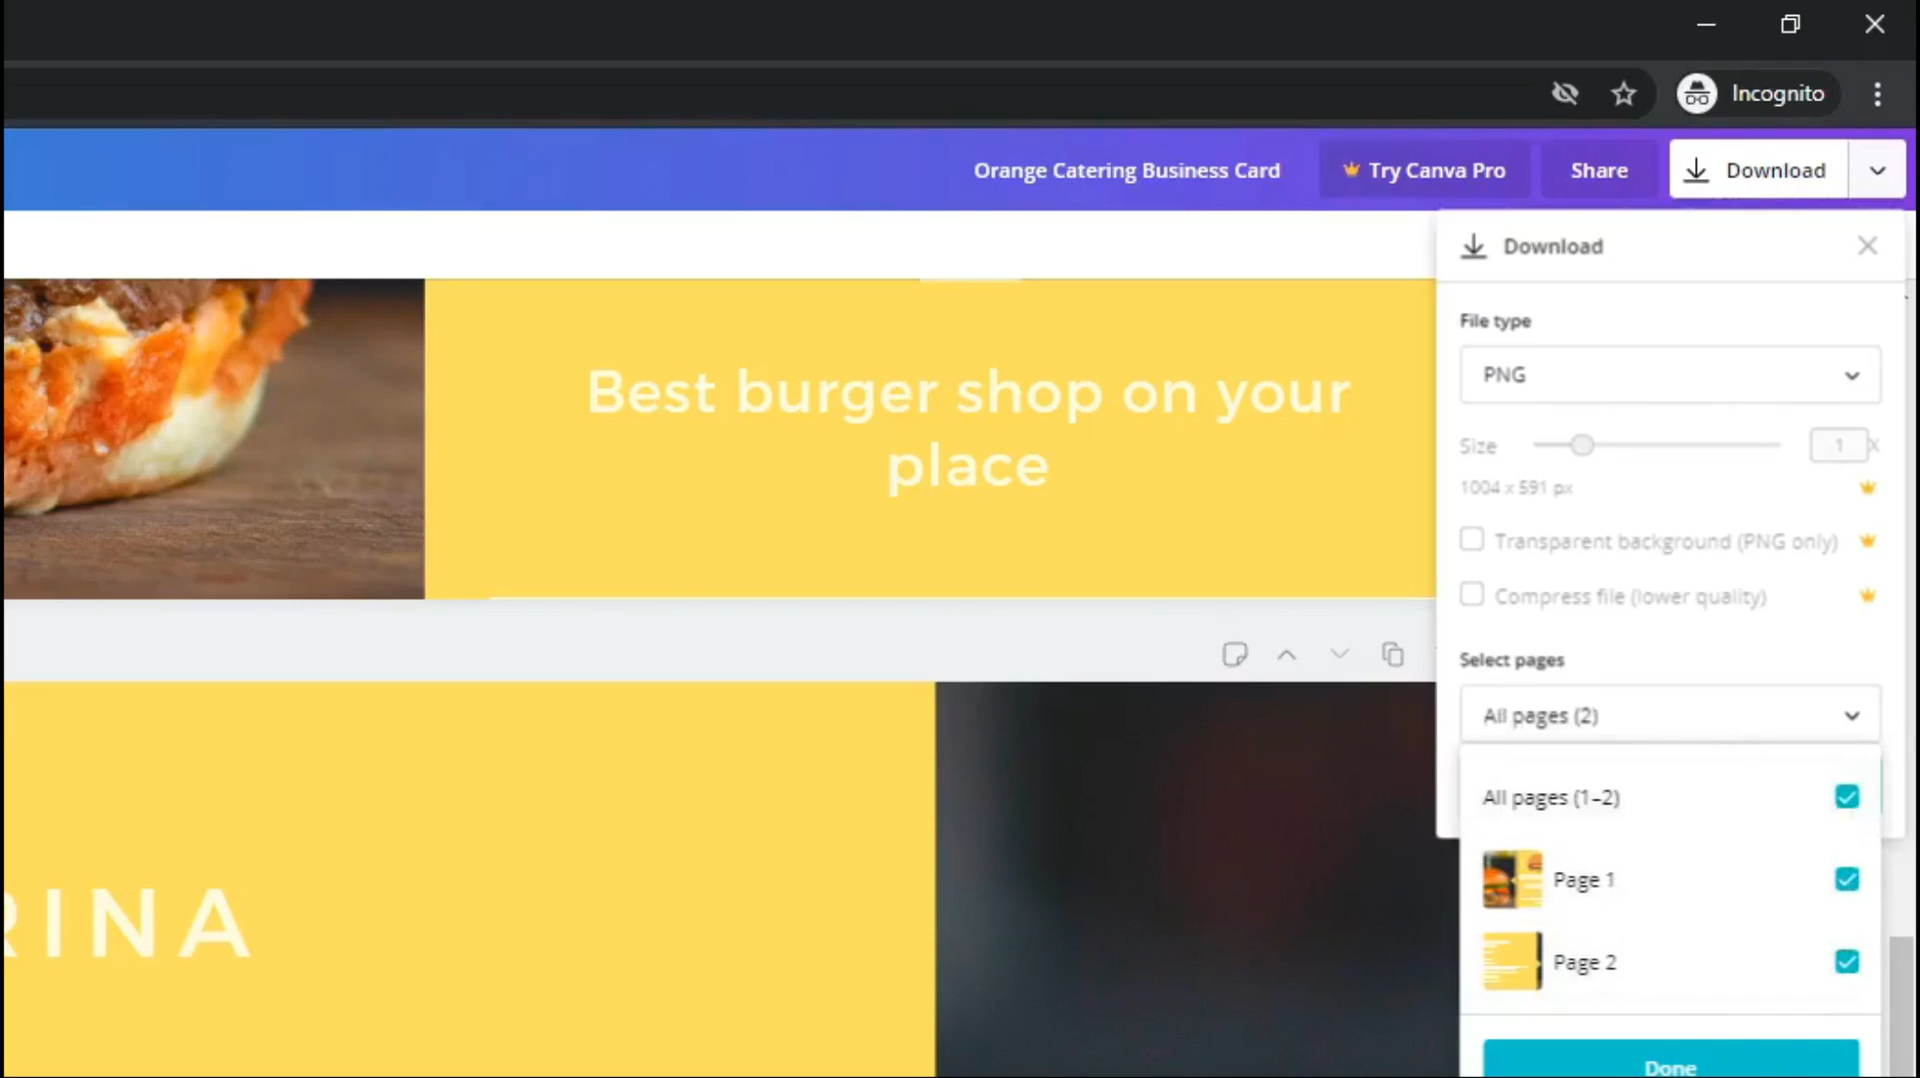 Incognito
Orange Catering Business Card
Try Canva Pro
Share
Download
Download
File type
PNG
Best burger shop on your
place
Size
1
X
1004 x 591 px
Transparent background (PNG only)
Compress file (lower quality)
Select pages
All pages (2)
All pages (1–2)
Page 1
RINA
Page 2
Done